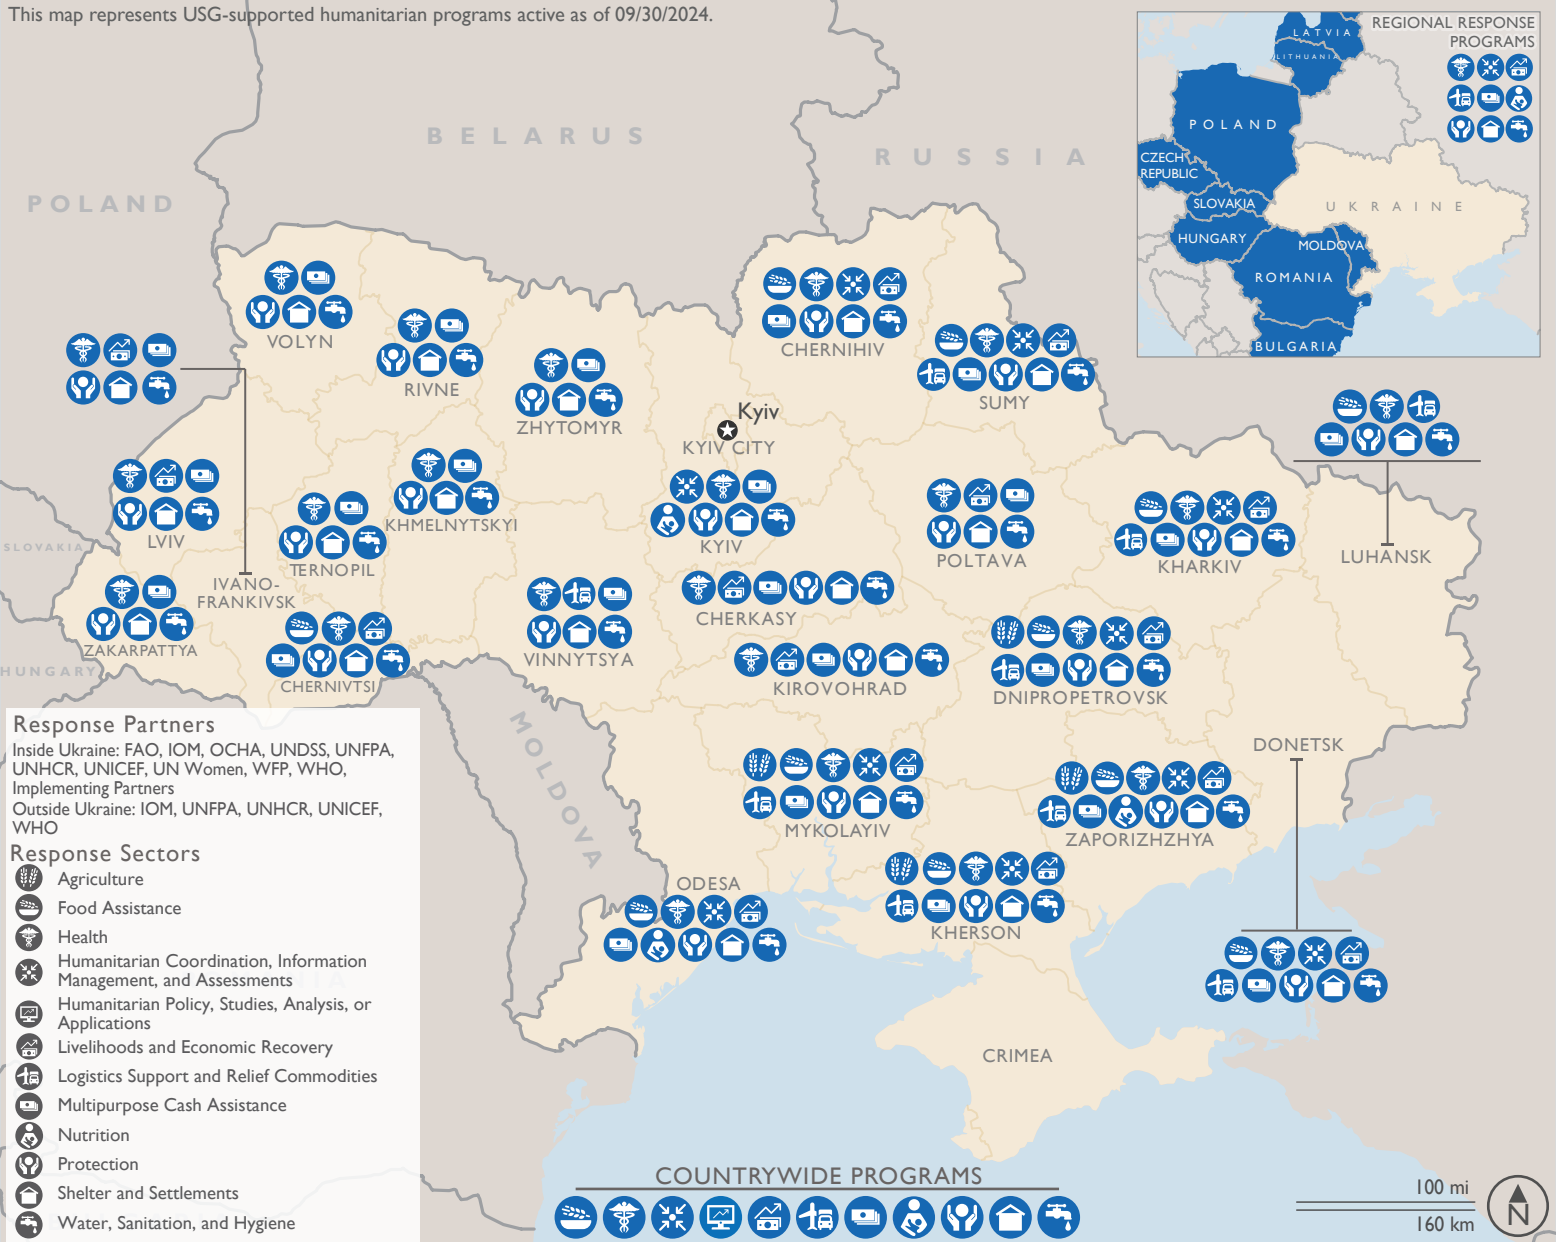 This map represents USG-supported humanitarian programs active as of 09/30/2024.
REGIONAL RESPONSE
PROGRAMS
LATVIA
LITHUANIA
POLAND
CZECH
REPUBLIC
SLOVAKIA
UKRAINE
HUNGARY
MOLDOVA
ROMANIA
BULGARIA
BELARUS
RUSSIA
POLAND
VOLYN
RIVNE
ZHYTOMYR
CHERNIHIV
SUMY
Kyiv
KYIV CITY
KYIV
LVIV
KHMELNYTSKYI
TERNOPIL
IVANO-
FRANKIVSK
SLOVAKIA
ZAKARPATTYA
HUNGARY
CHERNIVTSI
VINNYTSYA
CHERKASY
POLTAVA
KHARKIV
LUHANSK
KIROVOHRAD
DNIPROPETROVSK
DONETSK
MOLDOVA
MYKOLAYIV
ZAPORIZHZHYA
ODESA
KHERSON
CRIMEA
Response Partners
Inside Ukraine: FAO, IOM, OCHA, UNDSS, UNFPA,
UNHCR, UNICEF, UN Women, WFP, WHO,
Implementing Partners
Outside Ukraine: IOM, UNFPA, UNHCR, UNICEF,
WHO
Response Sectors
Agriculture
Food Assistance
Health
Humanitarian Coordination, Information
Management, and Assessments
Humanitarian Policy, Studies, Analysis, or
Applications
Livelihoods and Economic Recovery
Logistics Support and Relief Commodities
Multipurpose Cash Assistance
Nutrition
Protection
Shelter and Settlements
Water, Sanitation, and Hygiene
COUNTRYWIDE PROGRAMS
100 mi
160 km
N